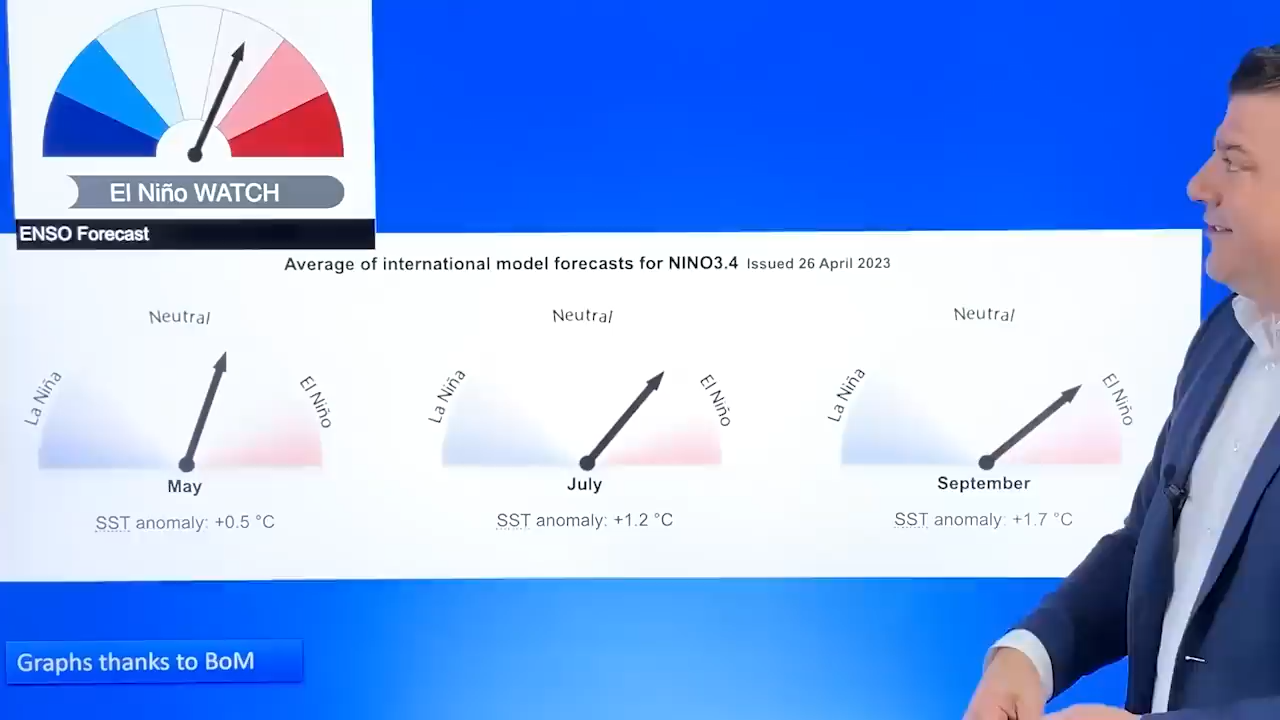 El Niño WATCH
ENSO Forecast
Average of international model forecasts for NINO3.4 Issued 26 April 2023
Neutral
La Niña
El Niño
May
SST anomaly: +0.5 °C
Neutral
La Niña
El Niño
July
SST anomaly: +1.2 °C
Neutral
La Niña
El Niño
September
SST anomaly: +1.7 °C
Graphs thanks to BoM